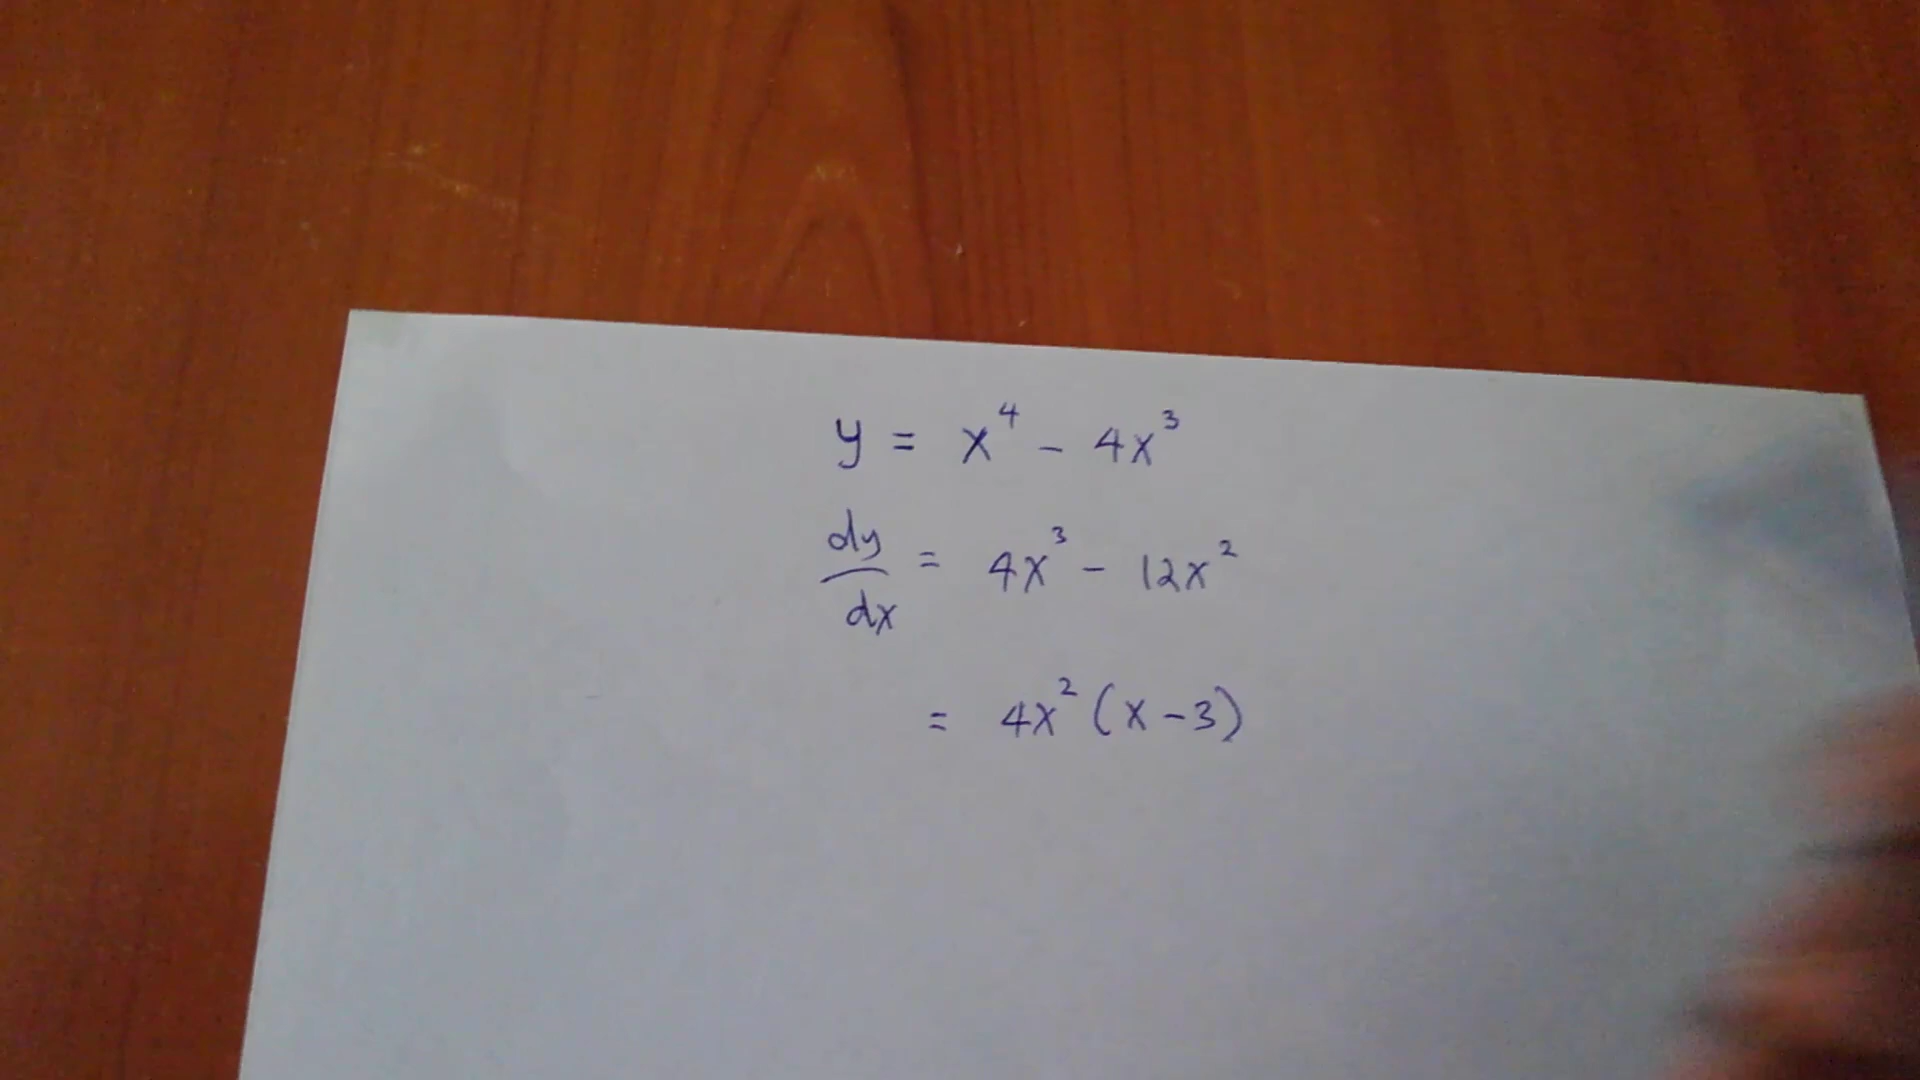 y = x⁴ - 4x³
dy/dx = 4x³ - 12x²
= 4x² (x - 3)